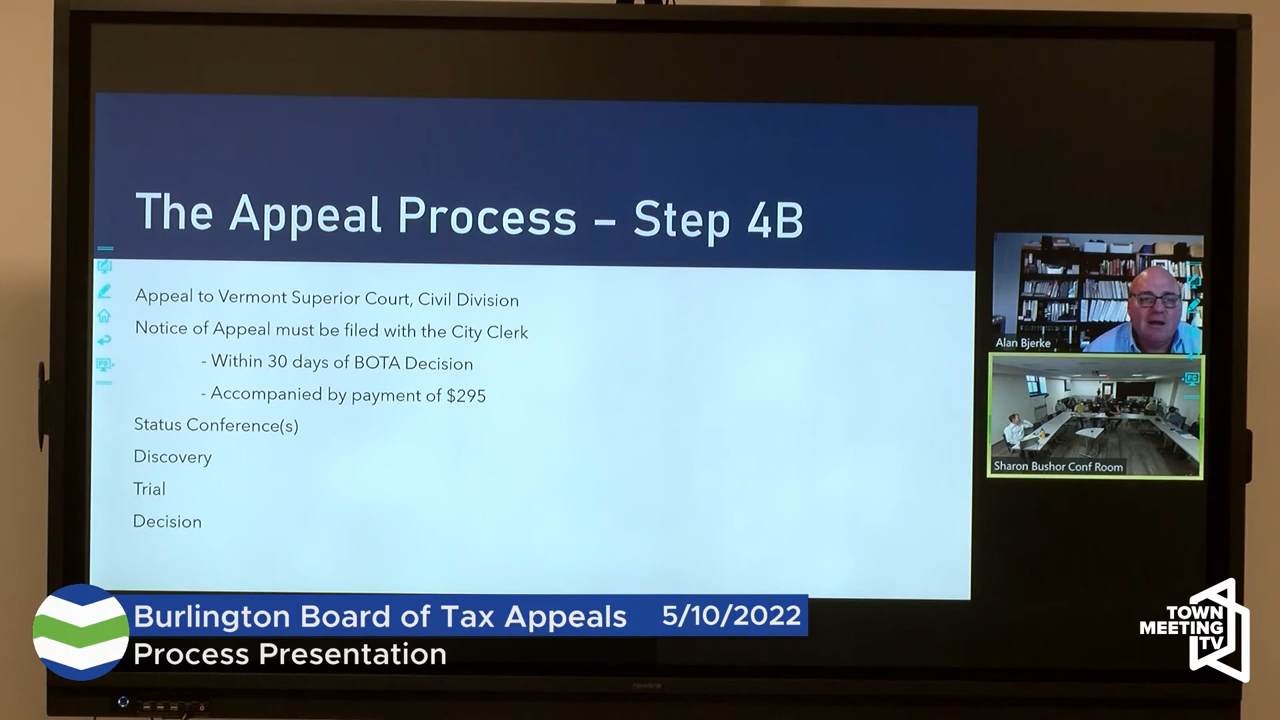 The Appeal Process – Step 4B
Appeal to Vermont Superior Court, Civil Division
Notice of Appeal must be filed with the City Clerk
- Within 30 days of BOTA Decision
- Accompanied by payment of $295
Status Conference(s)
Discovery
Trial
Decision
Alan Bjerke
Sharon Bushor Conf Room
Burlington Board of Tax Appeals 5/10/2022
Process Presentation
TOWN
MEETING
TV